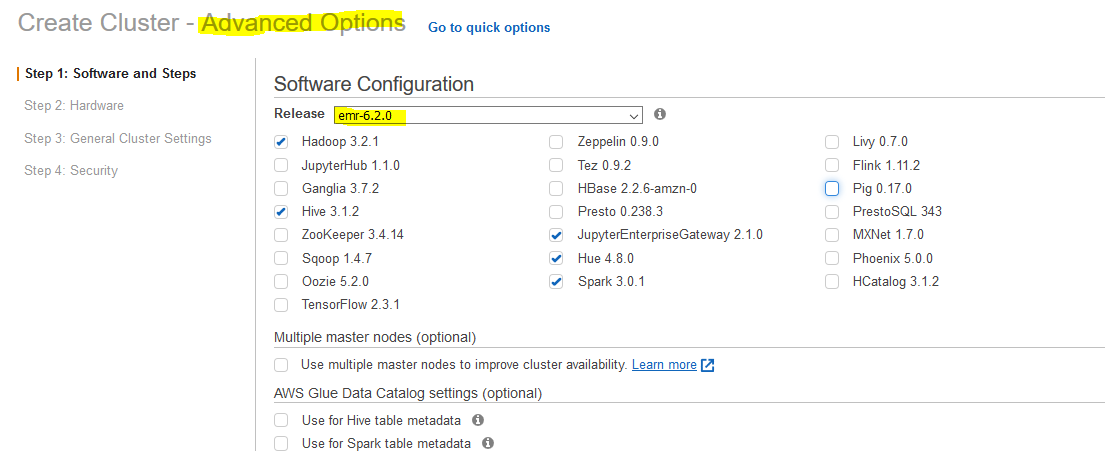 Create Cluster - Advanced Options Go to quick options
Step 1: Software and Steps
Step 2: Hardware
Step 3: General Cluster Settings
Step 4: Security
Software Configuration
Release emr-6.2.0
Hadoop 3.2.1 Zeppelin 0.9.0 Livy 0.7.0
JupyterHub 1.1.0 Tez 0.9.2 Flink 1.11.2
Ganglia 3.7.2 HBase 2.2.6-amzn-0 Pig 0.17.0
Hive 3.1.2 Presto 0.238.3 PrestoSQL 343
ZooKeeper 3.4.14 JupyterEnterpriseGateway 2.1.0 MXNet 1.7.0
Sqoop 1.4.7 Hue 4.8.0 Phoenix 5.0.0
Oozie 5.2.0 Spark 3.0.1 HCatalog 3.1.2
TensorFlow 2.3.1
Multiple master nodes (optional)
Use multiple master nodes to improve cluster availability. Learn more
AWS Glue Data Catalog settings (optional)
Use for Hive table metadata
Use for Spark table metadata